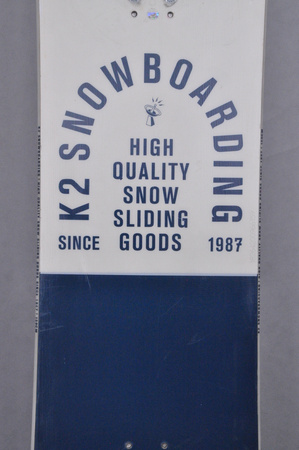 K2 SNOWBOARDING
HIGH
QUALITY
SNOW
SLIDING
SINCE GOODS 1987